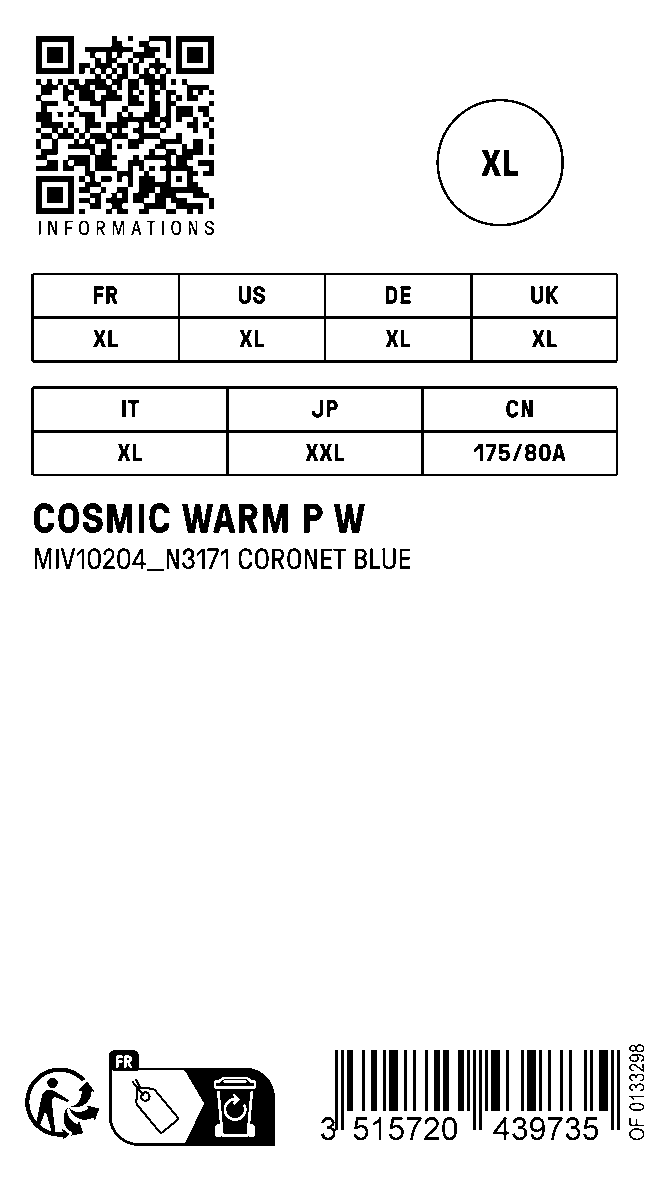 INFORMATIONS
XL
FR US DE UK
XL XL XL XL
IT JP CN
XL XXL 175/80A
COSMIC WARM P W
MIV10204_N3171 CORONET BLUE
FR
3 515720 439735
OF 0133298